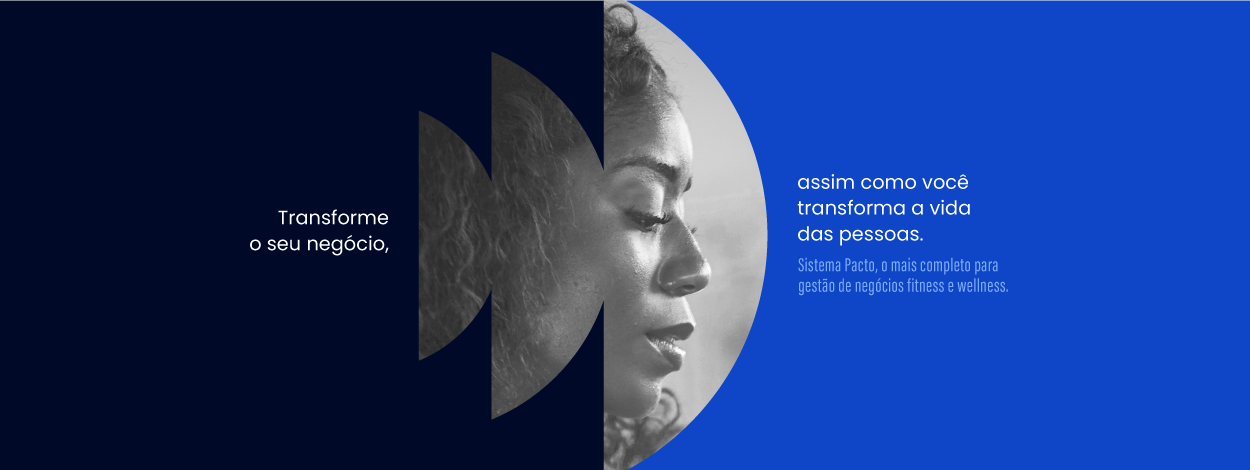 Transforme
o seu negócio,
assim como você
transforma a vida
das pessoas.
Sistema Pacto, o mais completo para
gestão de negócios fitness e wellness.